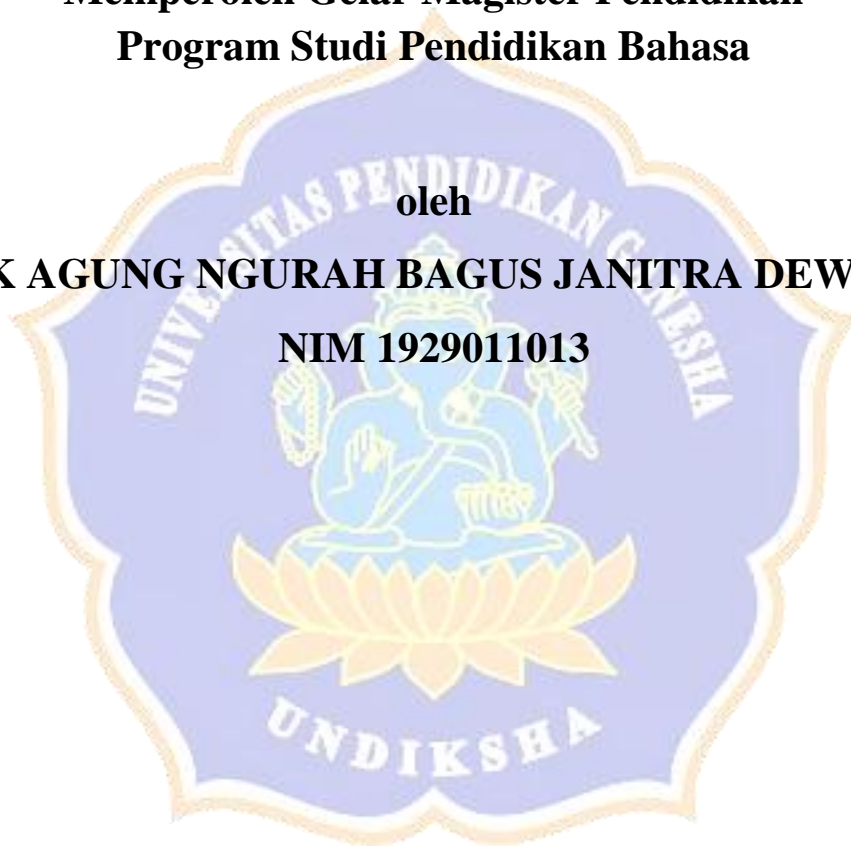 Memperoleh Gelar Magister Pendidikan
Program Studi Pendidikan Bahasa
oleh
K AGUNG NGURAH BAGUS JANITRA DEW
NIM 1929011013
UNIVERSITAS PENDIDIKAN GANESHA
UNDIKSHA